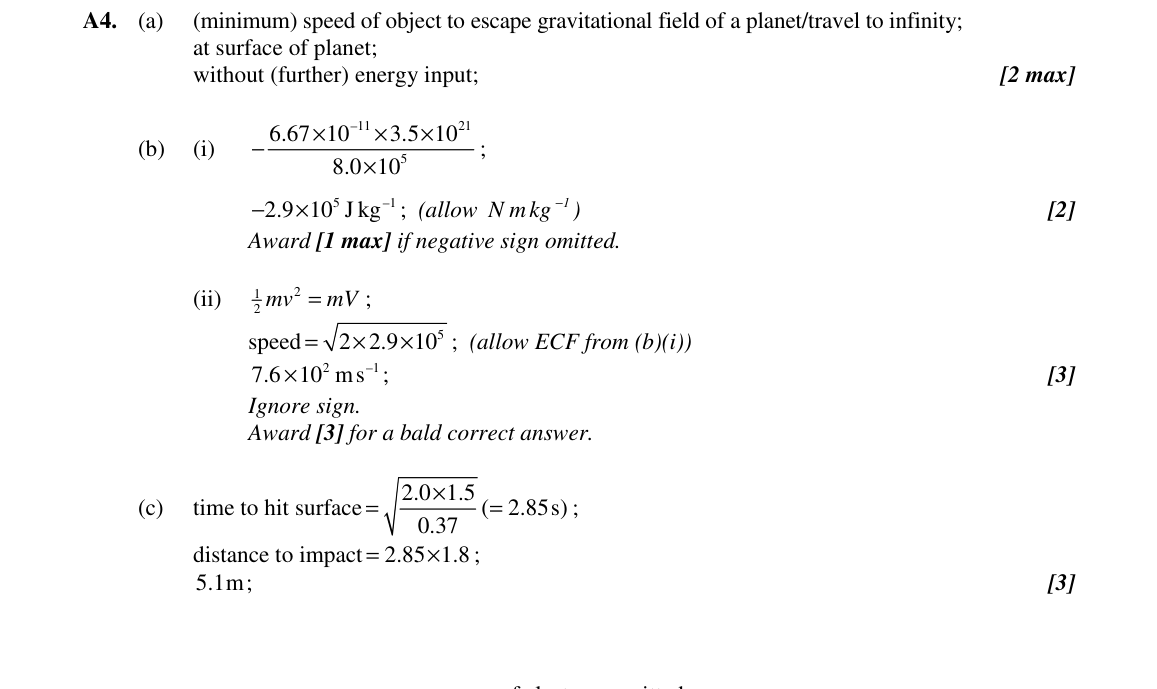 A4. (a) (minimum) speed of object to escape gravitational field of a planet/travel to infinity;
at surface of planet;
without (further) energy input; [2 max]
(b) (i) −(6.67×10⁻¹¹×3.5×10²¹)/(8.0×10⁵) ;
−2.9×10⁵ J kg⁻¹ ; (allow N m kg⁻¹) [2]
Award [1 max] if negative sign omitted.
(ii) ½mv² = mV ;
speed = √(2×2.9×10⁵) ; (allow ECF from (b)(i))
7.6×10² m s⁻¹ ; [3]
Ignore sign.
Award [3] for a bald correct answer.
(c) time to hit surface = √((2.0×1.5)/0.37) (= 2.85 s) ;
distance to impact = 2.85×1.8 ;
5.1 m ; [3]